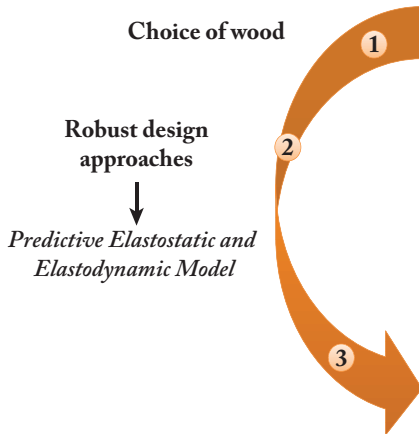 Choice of wood
1
Robust design
approaches
2
Predictive Elastostatic and
Elastodynamic Model
3